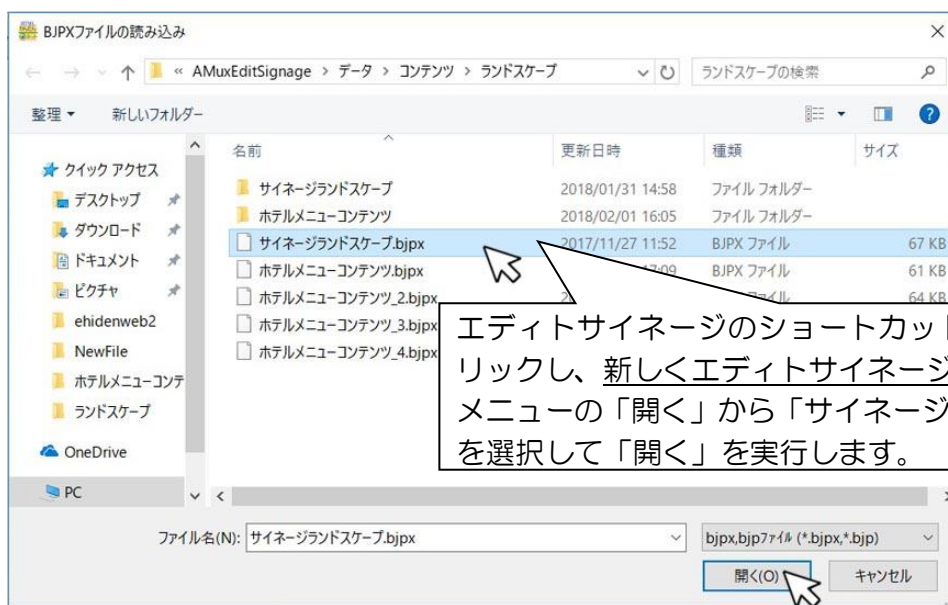 BJPXファイルの読み込み
« AMuxEditSignage > データ > コンテンツ > ランドスケープ
ランドスケープの検索
整理 新しいフォルダー
名前 更新日時 種類 サイズ
クイック アクセス
デスクトップ
ダウンロード
ドキュメント
ピクチャ
ehidenweb2
NewFile
ホテルメニューコンテ
ランドスケープ
OneDrive
PC
サイネージランドスケープ 2018/01/31 14:58 ファイル フォルダー
ホテルメニューコンテンツ 2018/02/01 16:05 ファイル フォルダー
サイネージランドスケープ.bjpx 2017/11/27 11:52 BJPX ファイル 67 KB
ホテルメニューコンテンツ.bjpx 17:09 BJPX ファイル 61 KB
ホテルメニューコンテンツ_2.bjpx 64 KB
ホテルメニューコンテンツ_3.bjpx
ホテルメニューコンテンツ_4.bjpx
エディトサイネージのショートカット
リックし、新しくエディトサイネージ
メニューの「開く」から「サイネージ
を選択して「開く」を実行します。
ファイル名(N): サイネージランドスケープ.bjpx bjpx,bjpファイル (*.bjpx,*.bjp)
開く(O) キャンセル